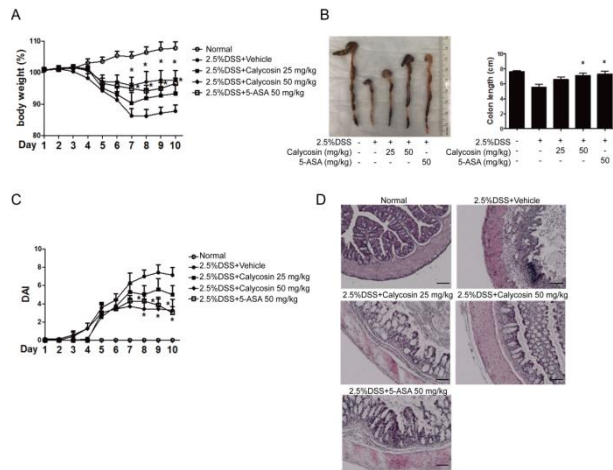 A
Normal
2.5%DSS+Vehicle
2.5%DSS+Calycosin 25 mg/kg
2.5%DSS+Calycosin 50 mg/kg
2.5%DSS+5-ASA 50 mg/kg
body weight (%)
110
100
90
80
* * * *
Day 1 2 3 4 5 6 7 8 9 10
B
2.5%DSS - + + + +
Calycosin (mg/kg) - - 25 50 -
5-ASA (mg/kg) - - - - 50
Colon length (cm)
10
8
6
4
2
0
* *
2.5%DSS - + + + +
Calycosin (mg/kg) - - 25 50 -
5-ASA (mg/kg) - - - - 50
C
Normal
2.5%DSS+Vehicle
2.5%DSS+Calycosin 25 mg/kg
2.5%DSS+Calycosin 50 mg/kg
2.5%DSS+5-ASA 50 mg/kg
DAI
10
8
6
4
2
0
Day 1 2 3 4 5 6 7 8 9 10
D
Normal
2.5%DSS+Vehicle
2.5%DSS+Calycosin 25 mg/kg
2.5%DSS+Calycosin 50 mg/kg
2.5%DSS+5-ASA 50 mg/kg